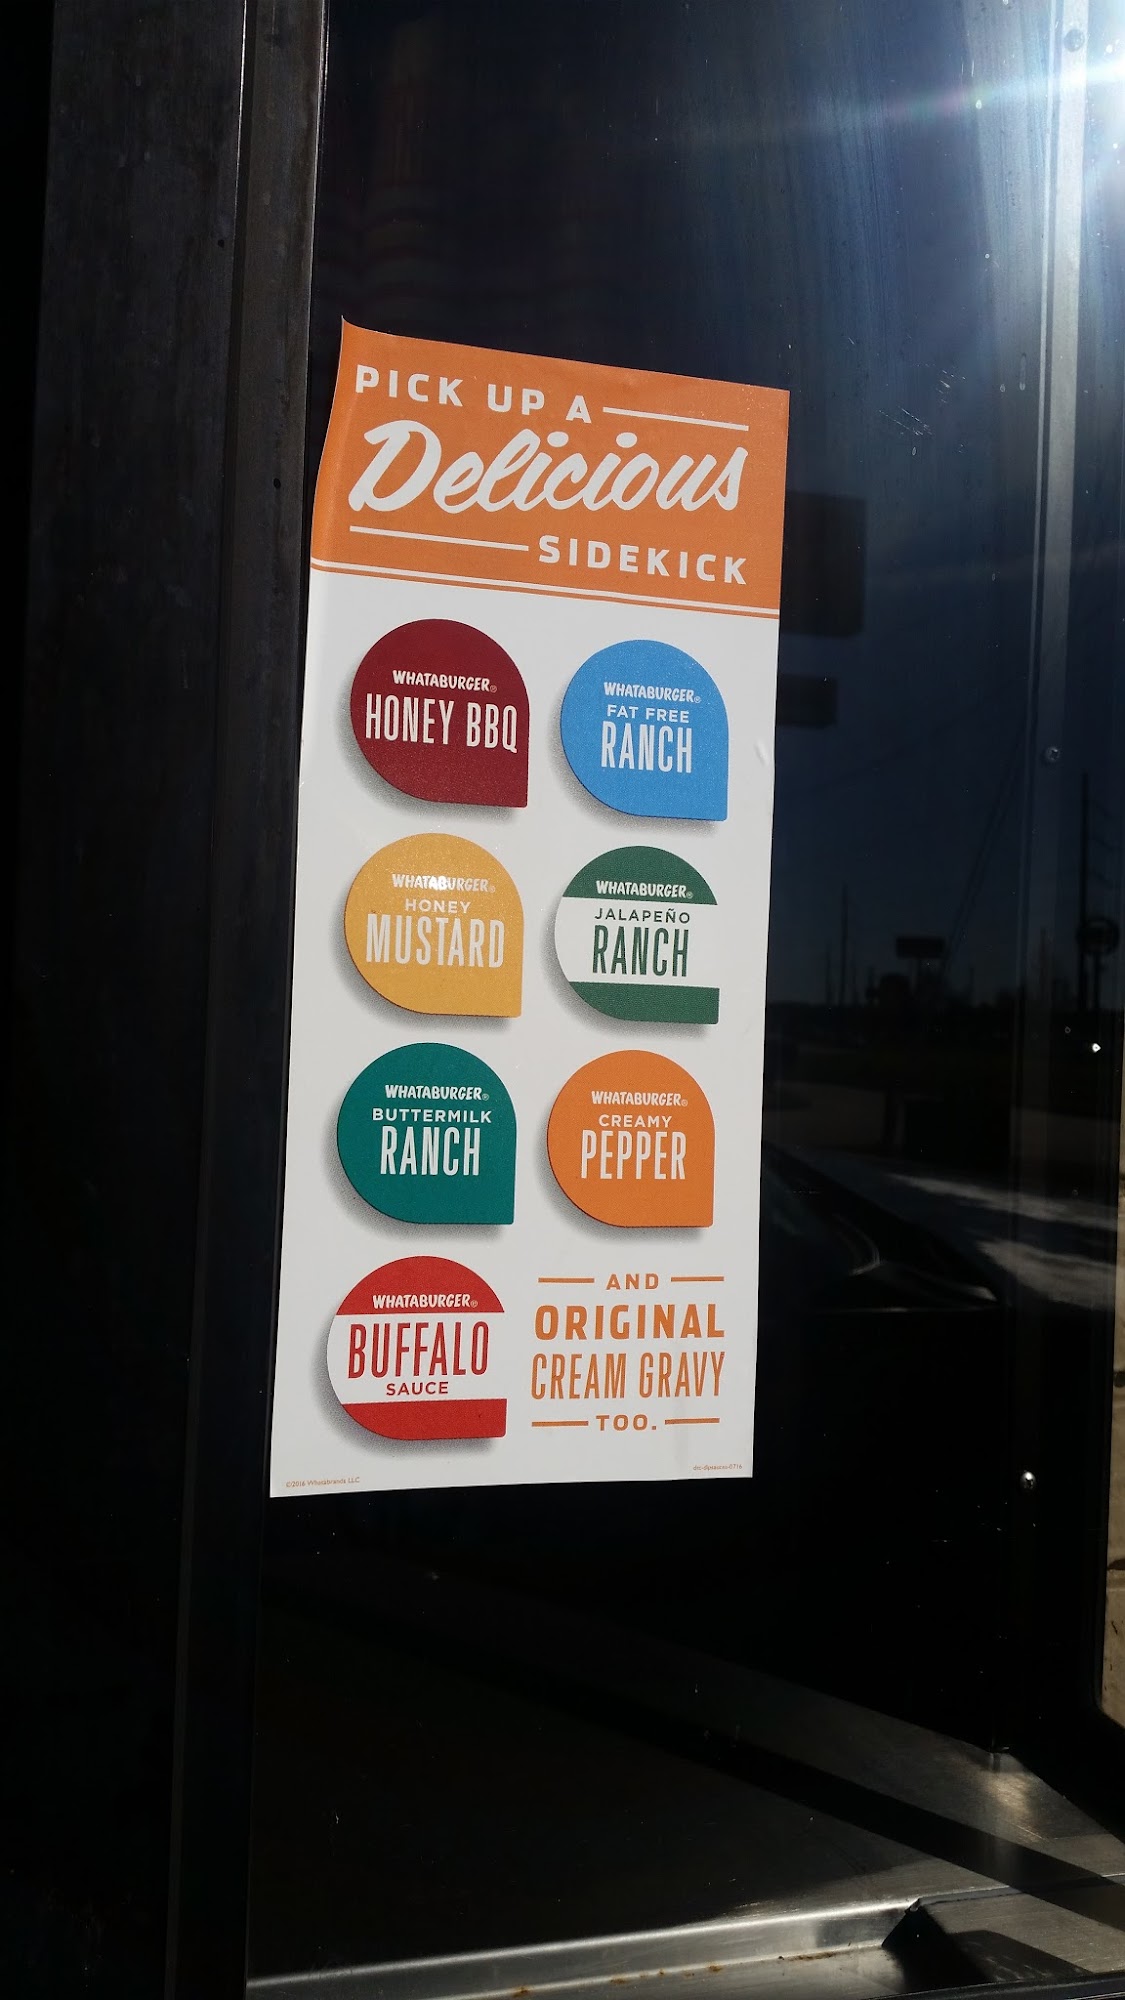 PICK UP A
Delicious
SIDEKICK
WHATABURGER®
HONEY BBQ
WHATABURGER®
FAT FREE
RANCH
WHATABURGER®
HONEY
MUSTARD
WHATABURGER®
JALAPEÑO
RANCH
WHATABURGER®
BUTTERMILK
RANCH
WHATABURGER®
CREAMY
PEPPER
WHATABURGER®
BUFFALO
SAUCE
AND
ORIGINAL
CREAM GRAVY
TOO.
©2016 Whatabrands LLC